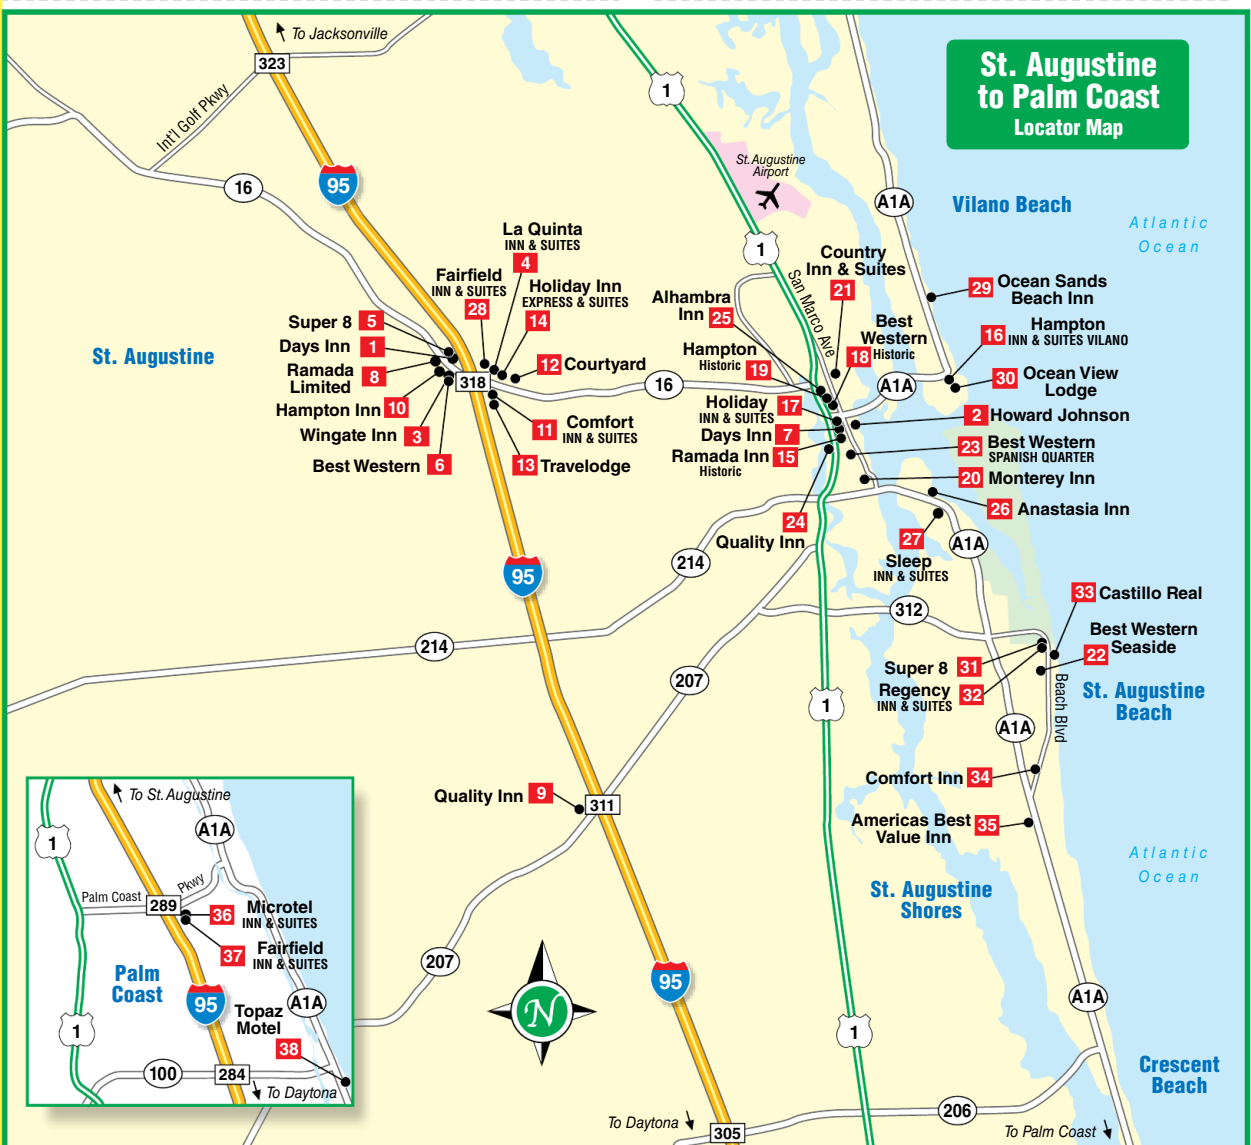 To Jacksonville
323
Int'l Golf Pkwy
16
95
1
St. Augustine
to Palm Coast
Locator Map
St. Augustine
Airport
A1A
Vilano Beach
Atlantic
Ocean
1
San Marco Ave
La Quinta
INN & SUITES
4
Fairfield
INN & SUITES
28
Holiday Inn
EXPRESS & SUITES
14
Super 8 5
Days Inn 1
Ramada
Limited 8
Hampton Inn 10
Wingate Inn 3
Best Western 6
318
12 Courtyard
11 Comfort
INN & SUITES
13 Travelodge
St. Augustine
16
Country
Inn & Suites
21
Alhambra
Inn 25
Best
Western
18 Historic
Hampton
Historic 19
Holiday
INN & SUITES 17
Days Inn 7
Ramada Inn 15
Historic
24
Quality Inn
29 Ocean Sands
Beach Inn
16 Hampton
INN & SUITES VILANO
30 Ocean View
Lodge
A1A
2 Howard Johnson
23 Best Western
SPANISH QUARTER
20 Monterey Inn
26 Anastasia Inn
27
Sleep
INN & SUITES
A1A
95
214
214
312
207
1
33 Castillo Real
Best Western
22 Seaside
Super 8 31
Regency
INN & SUITES 32
Beach Blvd
St. Augustine
Beach
A1A
Comfort Inn 34
Americas Best
Value Inn 35
Quality Inn 9
311
St. Augustine
Shores
Atlantic
Ocean
207
95
N
1
A1A
Crescent
Beach
206
To Daytona
305
To Palm Coast
To St. Augustine
1
A1A
Palm Coast
Pkwy
289
36 Microtel
INN & SUITES
37 Fairfield
INN & SUITES
Palm
Coast
95
A1A
Topaz
Motel
38
1
100
284
To Daytona